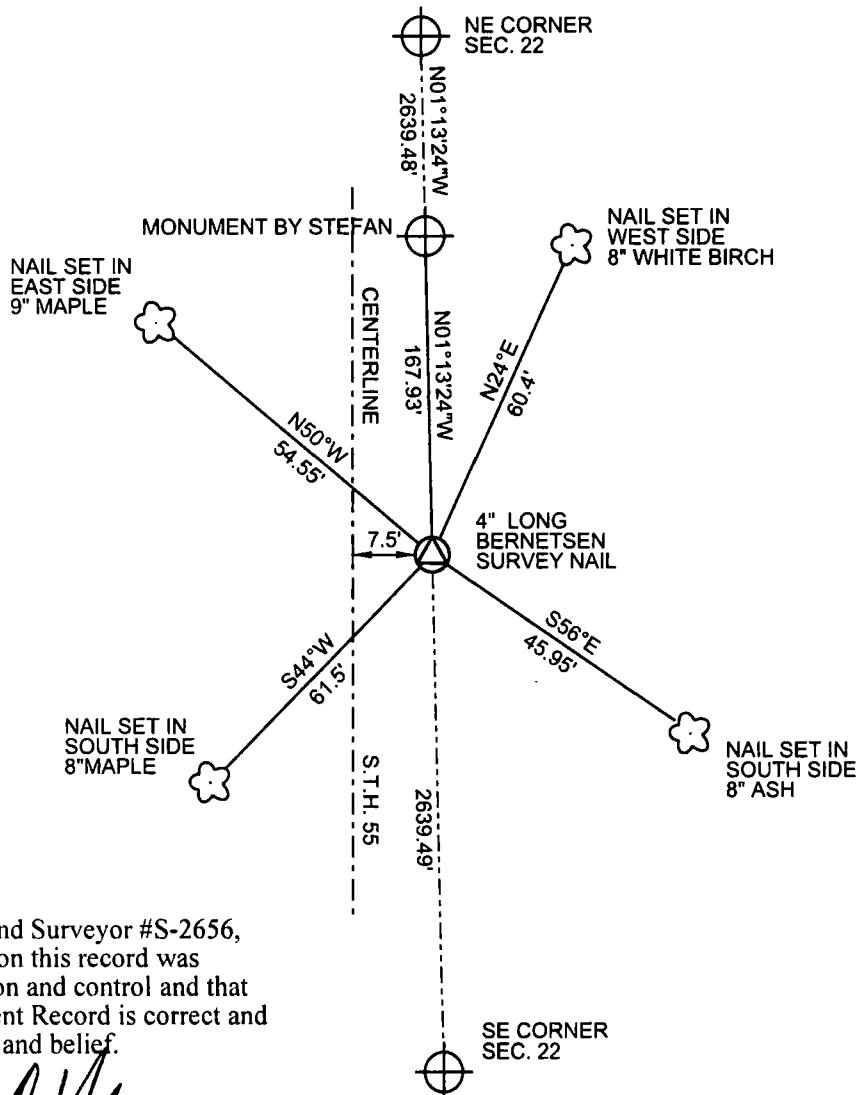 NE CORNER
SEC. 22
N01°13'24"W
2639.48'
MONUMENT BY STEFAN
NAIL SET IN
WEST SIDE
8" WHITE BIRCH
NAIL SET IN
EAST SIDE
9" MAPLE
CENTERLINE
N01°13'24"W
167.93'
N24°E
60.4'
N50°W
54.55'
7.5'
4" LONG
BERNETSEN
SURVEY NAIL
S56°E
45.95'
S44°W
61.5'
NAIL SET IN
SOUTH SIDE
8"MAPLE
S.T.H. 55
2639.49'
NAIL SET IN
SOUTH SIDE
8" ASH
nd Surveyor #S-2656,
on this record was
on and control and that
ent Record is correct and
and belief.
SE CORNER
SEC. 22